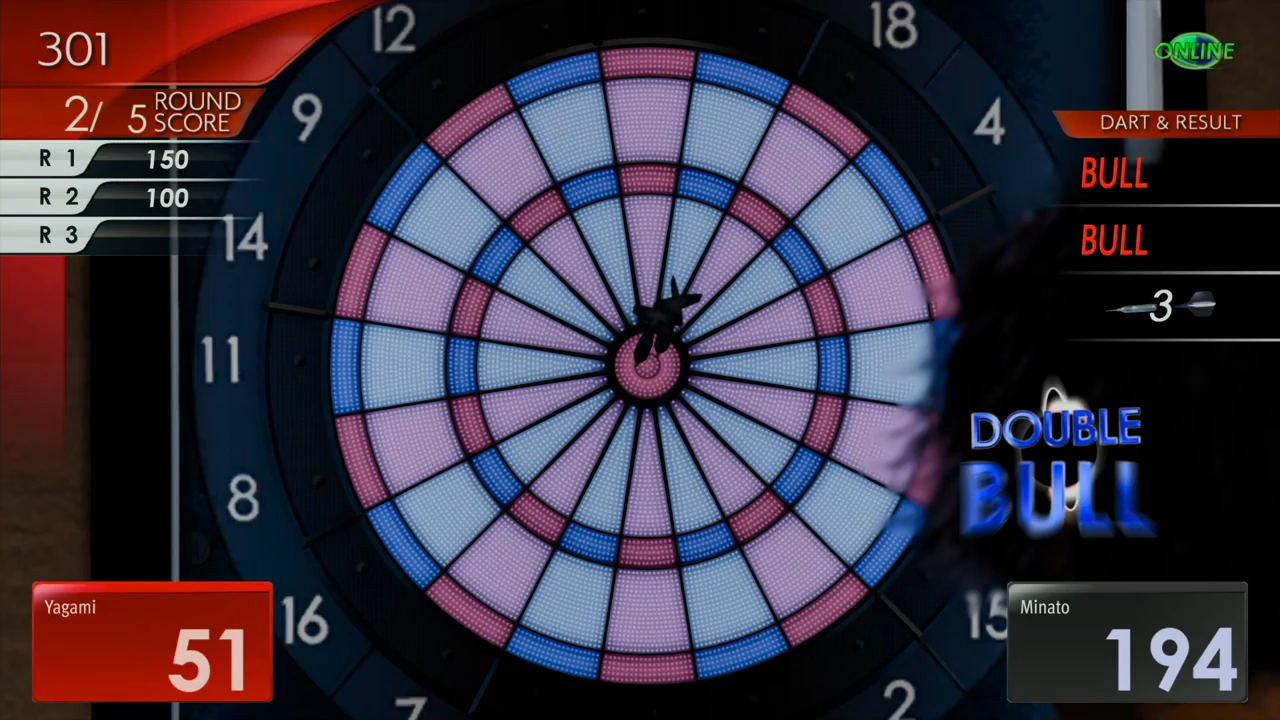 301
2/ 5 ROUND SCORE
R 1 150
R 2 100
R 3
12
18
9
4
14
11
8
16
15
7
2
ONLINE
DART & RESULT
BULL
BULL
3
DOUBLE
BULL
Yagami
51
Minato
194